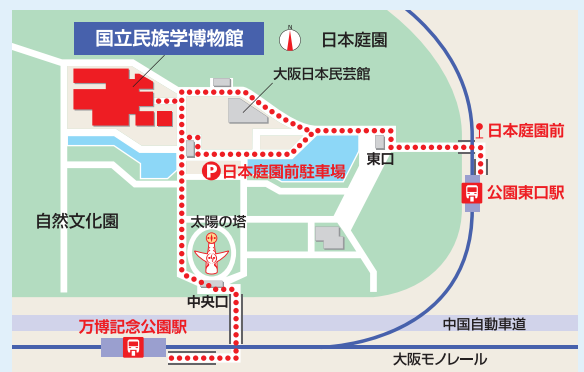 国立民族学博物館
N
日本庭園
大阪日本民芸館
日本庭園前
東口
P日本庭園前駐車場
公園東口駅
自然文化園
太陽の塔
中央口
万博記念公園駅
中国自動車道
大阪モノレール